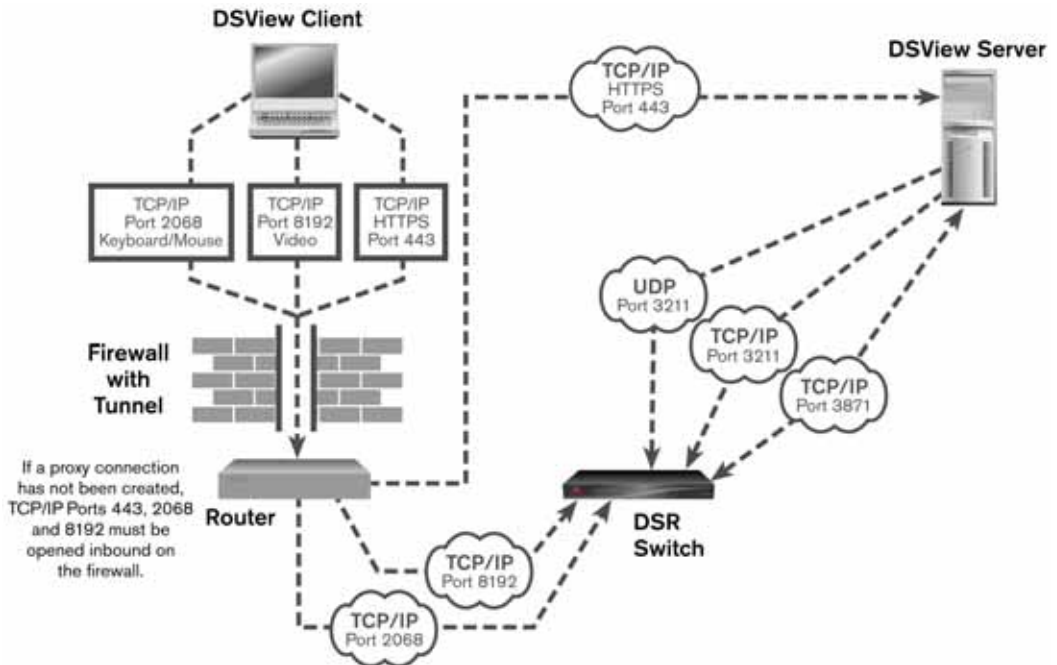 DSView Client
DSView Server
TCP/IP
HTTPS
Port 443
TCP/IP
Port 2068
Keyboard/Mouse
TCP/IP
Port 8192
Video
TCP/IP
HTTPS
Port 443
UDP
Port 3211
TCP/IP
Port 3211
TCP/IP
Port 3871
Firewall
with
Tunnel
If a proxy connection
has not been created,
TCP/IP Ports 443, 2068
and 8192 must be
opened inbound on
the firewall.
Router
DSR
Switch
TCP/IP
Port 8192
TCP/IP
Port 2068